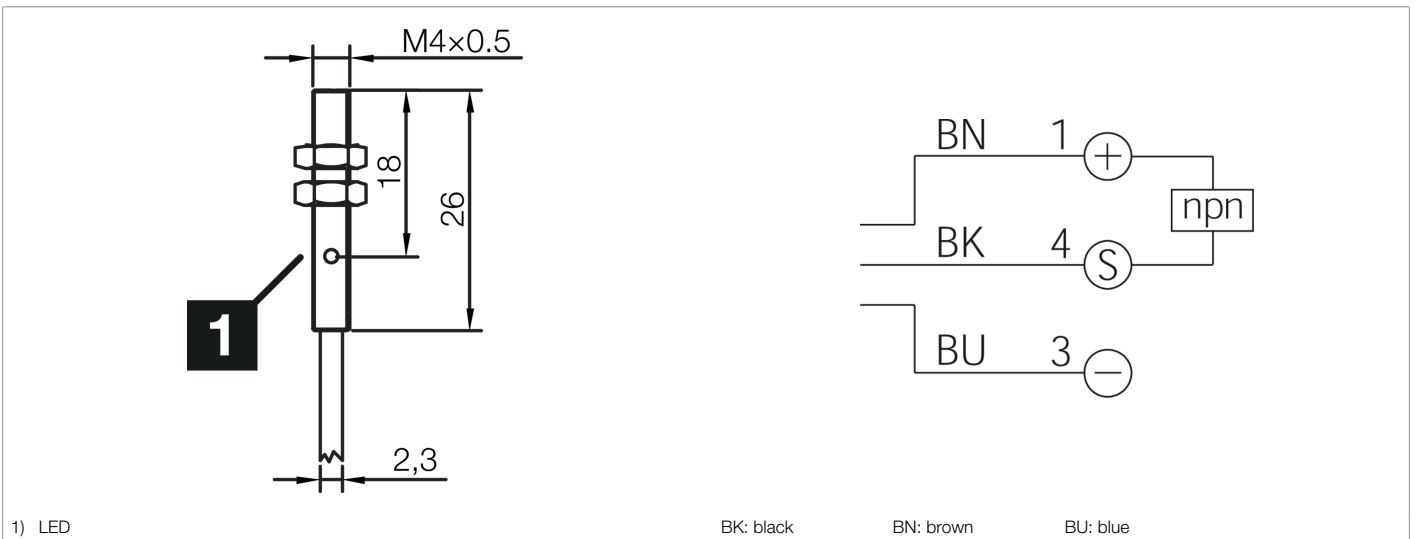 M4×0.5
18
26
1
2,3
BN 1 +
npn
BK 4 S
BU 3 −
1) LED
BK: black BN: brown BU: blue